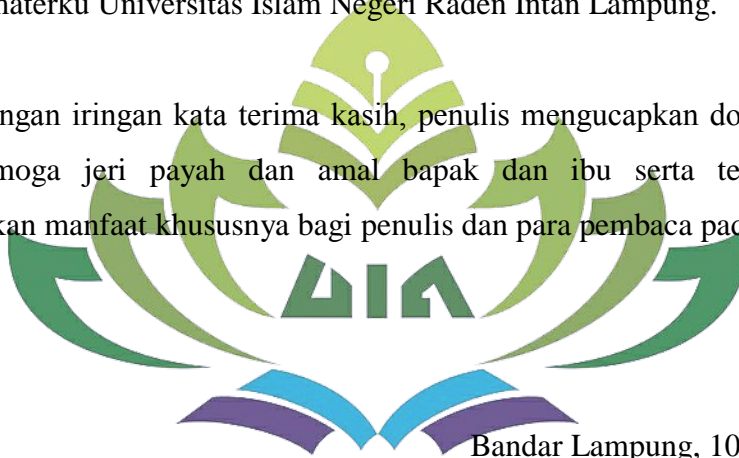 materku Universitas Islam Negeri Raden Intan Lampung.
ngan iringan kata terima kasih, penulis mengucapkan do
moga jeri payah dan amal bapak dan ibu serta te
kan manfaat khususnya bagi penulis dan para pembaca pad
UIN
Bandar Lampung, 10